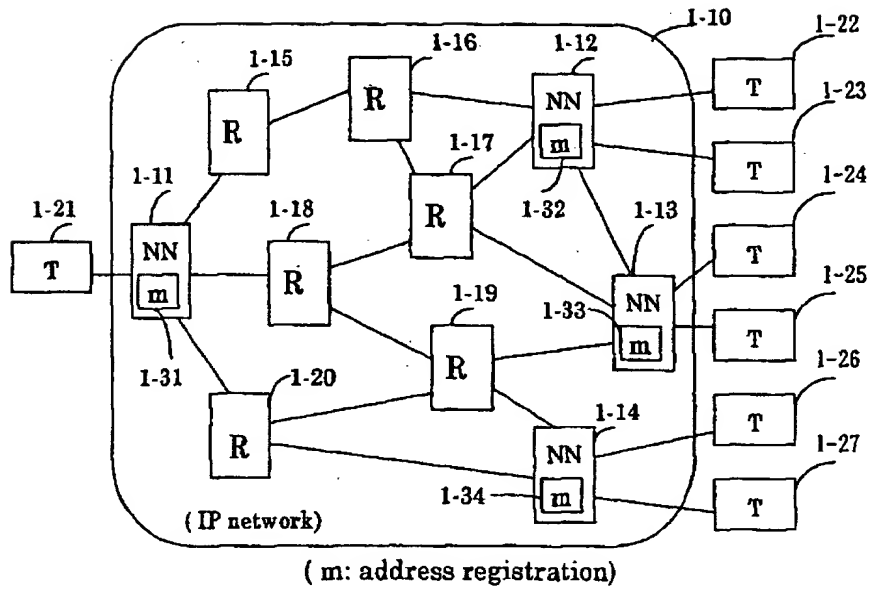 1-10
1-22
1-16
1-12
1-15
T
1-23
R
NN
R
m
T
1-17
1-24
1-11
1-32
1-21
1-18
R
1-13
T
NN
1-25
T
m
R
1-19
NN
1-33
m
T
1-31
1-26
1-20
R
1-14
T
1-27
R
NN
1-34
m
T
( IP network)
( m: address registration)